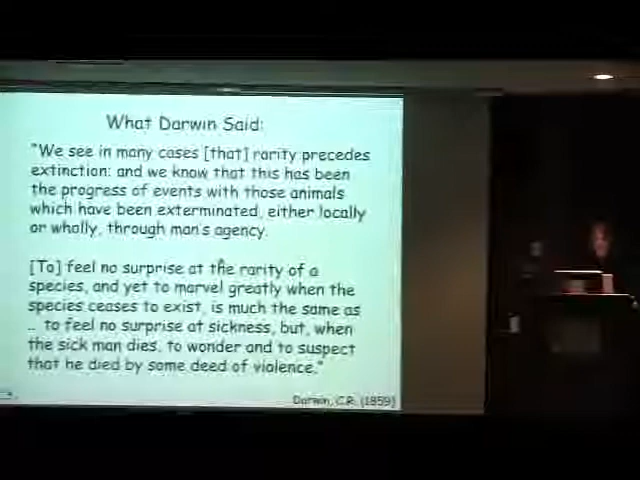 What Darwin Said:
"We see in many cases [that] rarity precedes
extinction: and we know that this has been
the progress of events with those animals
which have been exterminated, either locally
or wholly, through man's agency.
[To] feel no surprise at the rarity of a
species, and yet to marvel greatly when the
species ceases to exist, is much the same as
... to feel no surprise at sickness, but, when
the sick man dies, to wonder and to suspect
that he died by some deed of violence."
Darwin, C.R. (1859)